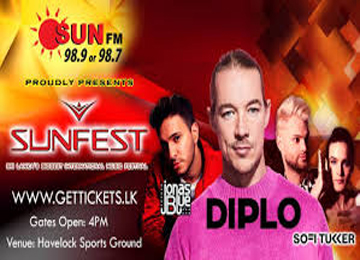 SUN FM
98.9 or 98.7
PROUDLY PRESENTS
SUNFEST
SRI LANKA'S BIGGEST INTERNATIONAL MUSIC FESTIVAL
WWW.GETTICKETS.LK
Gates Open: 4PM
Venue: Havelock Sports Ground
jonas
BLUE
DIPLO
SOFI TUKKER